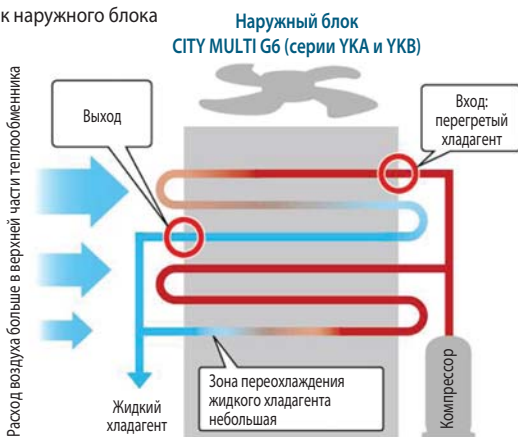 к наружного блока
Наружный блок
CITY MULTI G6 (серии YKA и YKB)
Выход
Вход:
перегретый
хладагент
Расход воздуха больше в верхней части теплообменника
Зона переохлаждения
жидкого хладагента
небольшая
Жидкий
хладагент
Компрессор